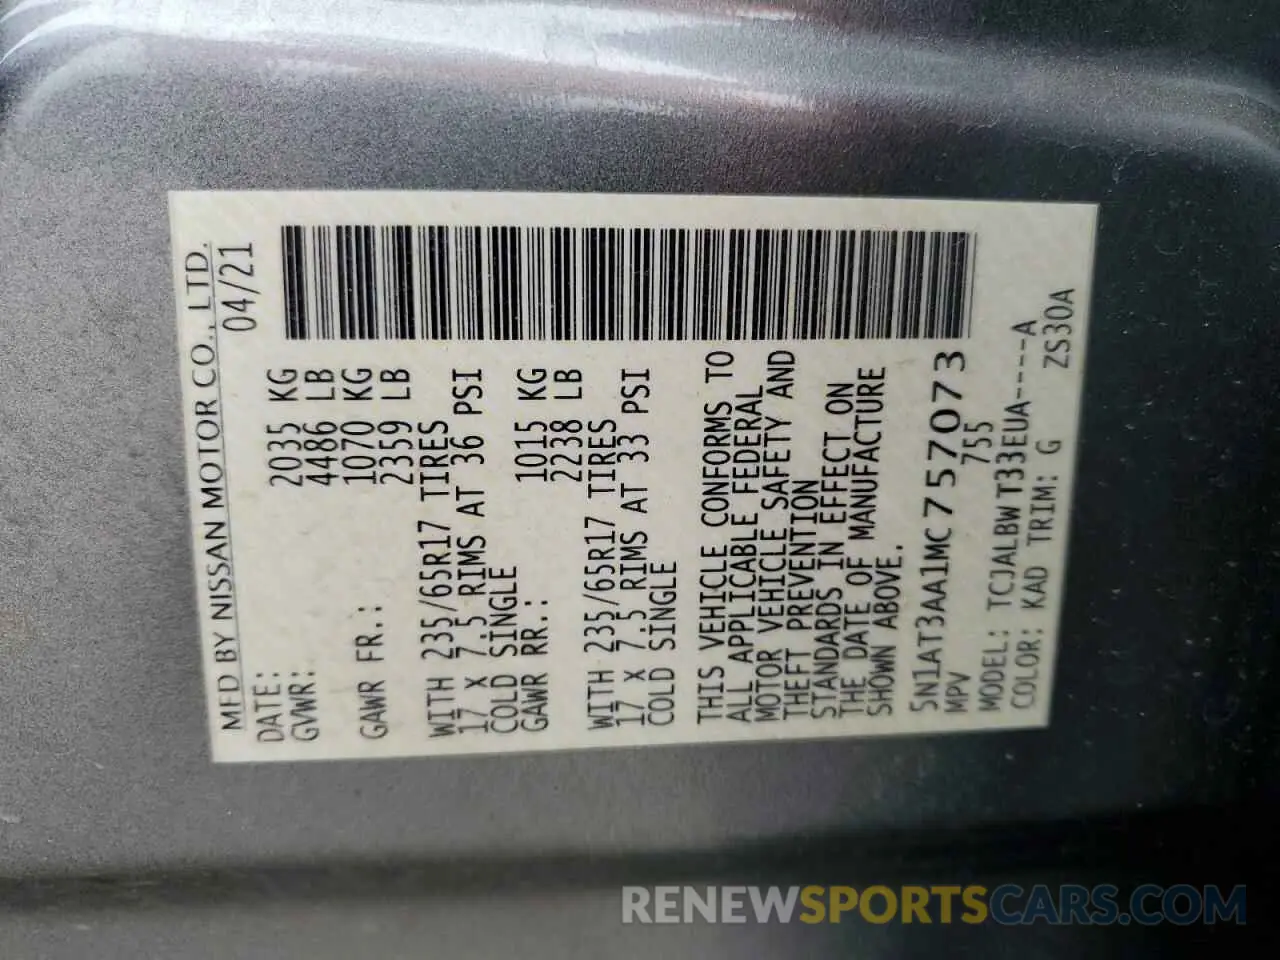 MFD BY NISSAN MOTOR CO., LTD.
DATE: 04/21
GVWR: 2035 KG
4486 LB
GAWR FR.: 1070 KG
2359 LB
WITH 235/65R17 TIRES
17 X 7.5 RIMS AT 36 PSI
COLD SINGLE
GAWR RR.: 1015 KG
2238 LB
WITH 235/65R17 TIRES
17 X 7.5 RIMS AT 33 PSI
COLD SINGLE
THIS VEHICLE CONFORMS TO
ALL APPLICABLE FEDERAL
MOTOR VEHICLE SAFETY AND
THEFT PREVENTION
STANDARDS IN EFFECT ON
THE DATE OF MANUFACTURE
SHOWN ABOVE.
5N1AT3AA1MC757073
MPV 755
MODEL: TCJALBWT33EUA----A
COLOR: KAD TRIM: G ZS30A
RENEWSPORTSCARS.COM